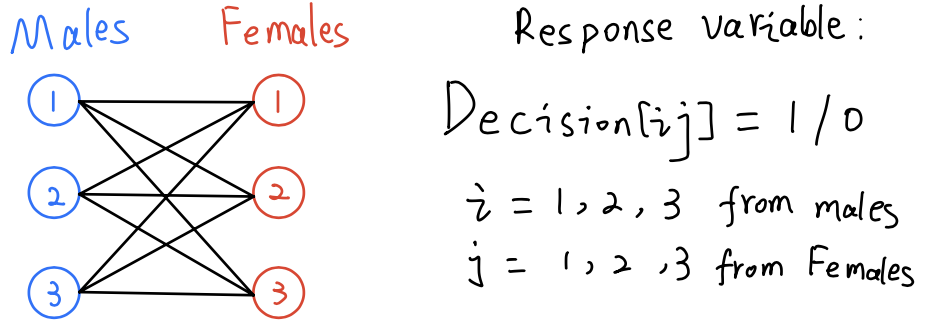 Males Females
1 1
2 2
3 3
Response variable:
Decision[ij] = 1/0
i = 1, 2, 3 from males
j = 1, 2, 3 from Females